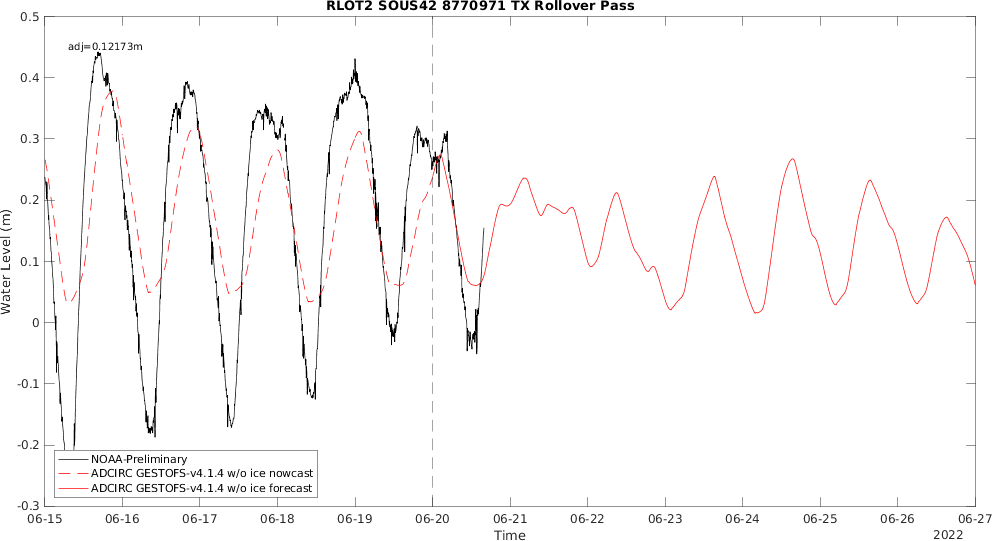 RLOT2 SOUS42 8770971 TX Rollover Pass
adj=0.12173m
0.5
0.4
0.3
0.2
0.1
0
-0.1
-0.2
-0.3
Water Level (m)
NOAA-Preliminary
ADCIRC GESTOFS-v4.1.4 w/o ice nowcast
ADCIRC GESTOFS-v4.1.4 w/o ice forecast
06-15 06-16 06-17 06-18 06-19 06-20 06-21 06-22 06-23 06-24 06-25 06-26 06-27
Time
2022